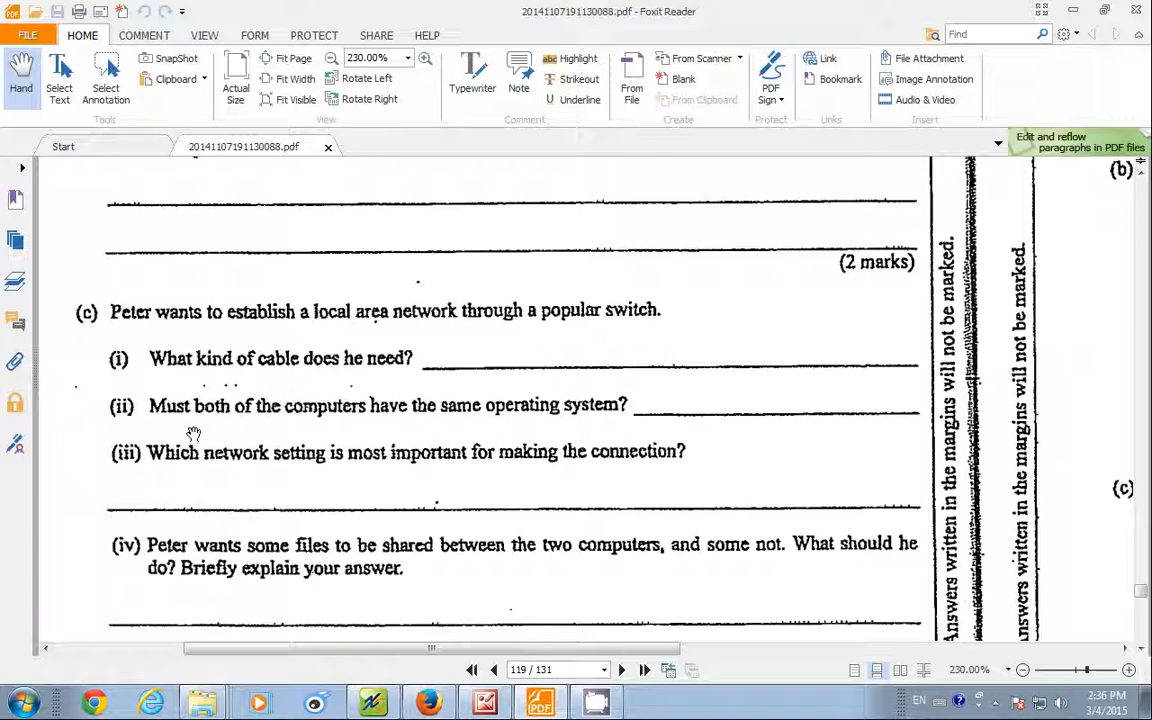 20141107191130088.pdf - Foxit Reader
FILE HOME COMMENT VIEW FORM PROTECT SHARE HELP
Find
Hand
Select Text
Select Annotation
SnapShot
Clipboard
Tools
Actual Size
Fit Page
Fit Width
Fit Visible
230.00%
Rotate Left
Rotate Right
View
Typewriter
Note
Highlight
Strikeout
Underline
Comment
From File
From Scanner
Blank
From Clipboard
Create
PDF Sign
Protect
Link
Bookmark
Links
File Attachment
Image Annotation
Audio & Video
Insert
Start
20141107191130088.pdf
Edit and reflow
paragraphs in PDF files
(2 marks)
(c) Peter wants to establish a local area network through a popular switch.
(i) What kind of cable does he need?
(ii) Must both of the computers have the same operating system?
(iii) Which network setting is most important for making the connection?
(iv) Peter wants some files to be shared between the two computers, and some not. What should he
do? Briefly explain your answer.
Answers written in the margins will not be marked.
Answers written in the margins will not be marked.
(b)
(c)
119 / 131
230.00%
EN
2:36 PM
3/4/2015